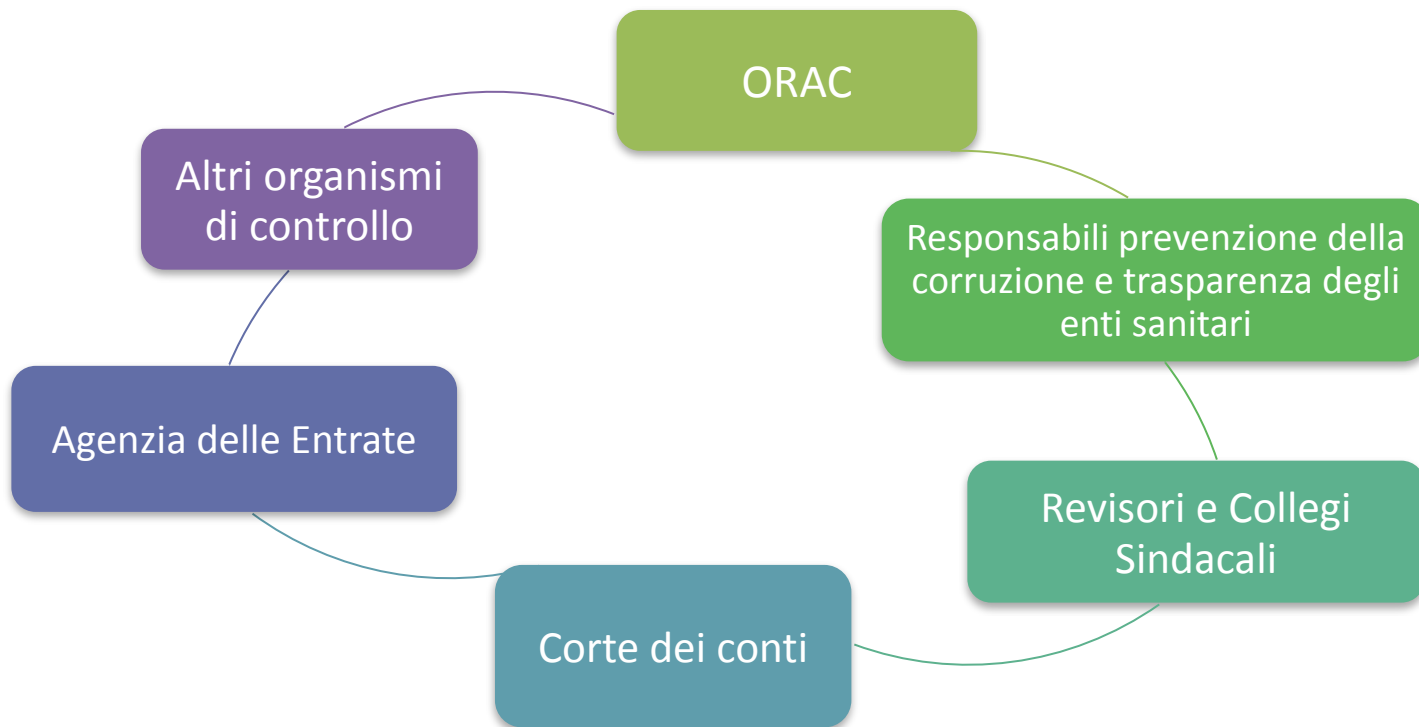 ORAC
Altri organismi
di controllo
Responsabili prevenzione della
corruzione e trasparenza degli
enti sanitari
Agenzia delle Entrate
Revisori e Collegi
Sindacali
Corte dei conti